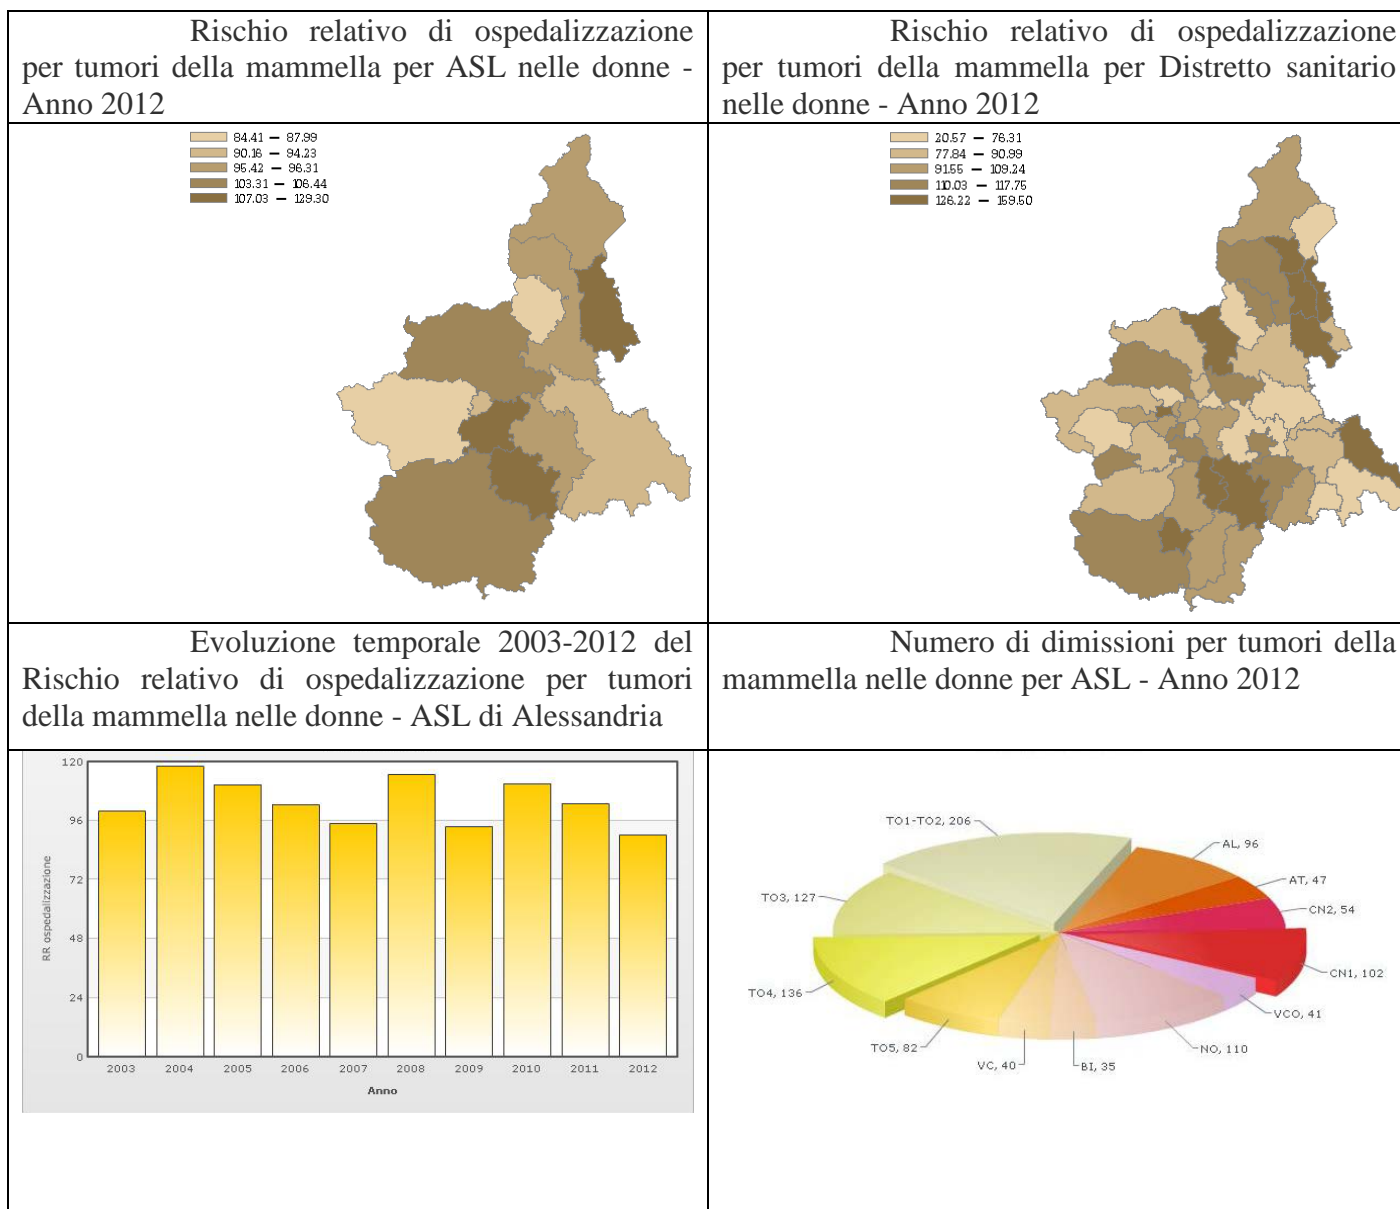 Rischio relativo di ospedalizzazione
per tumori della mammella per ASL nelle donne -
Anno 2012
Rischio relativo di ospedalizzazione
per tumori della mammella per Distretto sanitario
nelle donne - Anno 2012
84.41 – 87.99
90.16 – 94.23
95.42 – 96.31
103.31 – 106.44
107.03 – 129.30
20.57 – 76.31
77.84 – 90.99
91.55 – 109.24
110.03 – 117.75
126.22 – 159.50
Evoluzione temporale 2003-2012 del
Rischio relativo di ospedalizzazione per tumori
della mammella nelle donne - ASL di Alessandria
Numero di dimissioni per tumori della
mammella nelle donne per ASL - Anno 2012
120
96
72
48
24
0
RR ospedalizzazione
2003 2004 2005 2006 2007 2008 2009 2010 2011 2012
Anno
TO1-TO2, 206
AL, 96
AT, 47
CN2, 54
CN1, 102
VCO, 41
NO, 110
BI, 35
VC, 40
TO5, 82
TO4, 136
TO3, 127